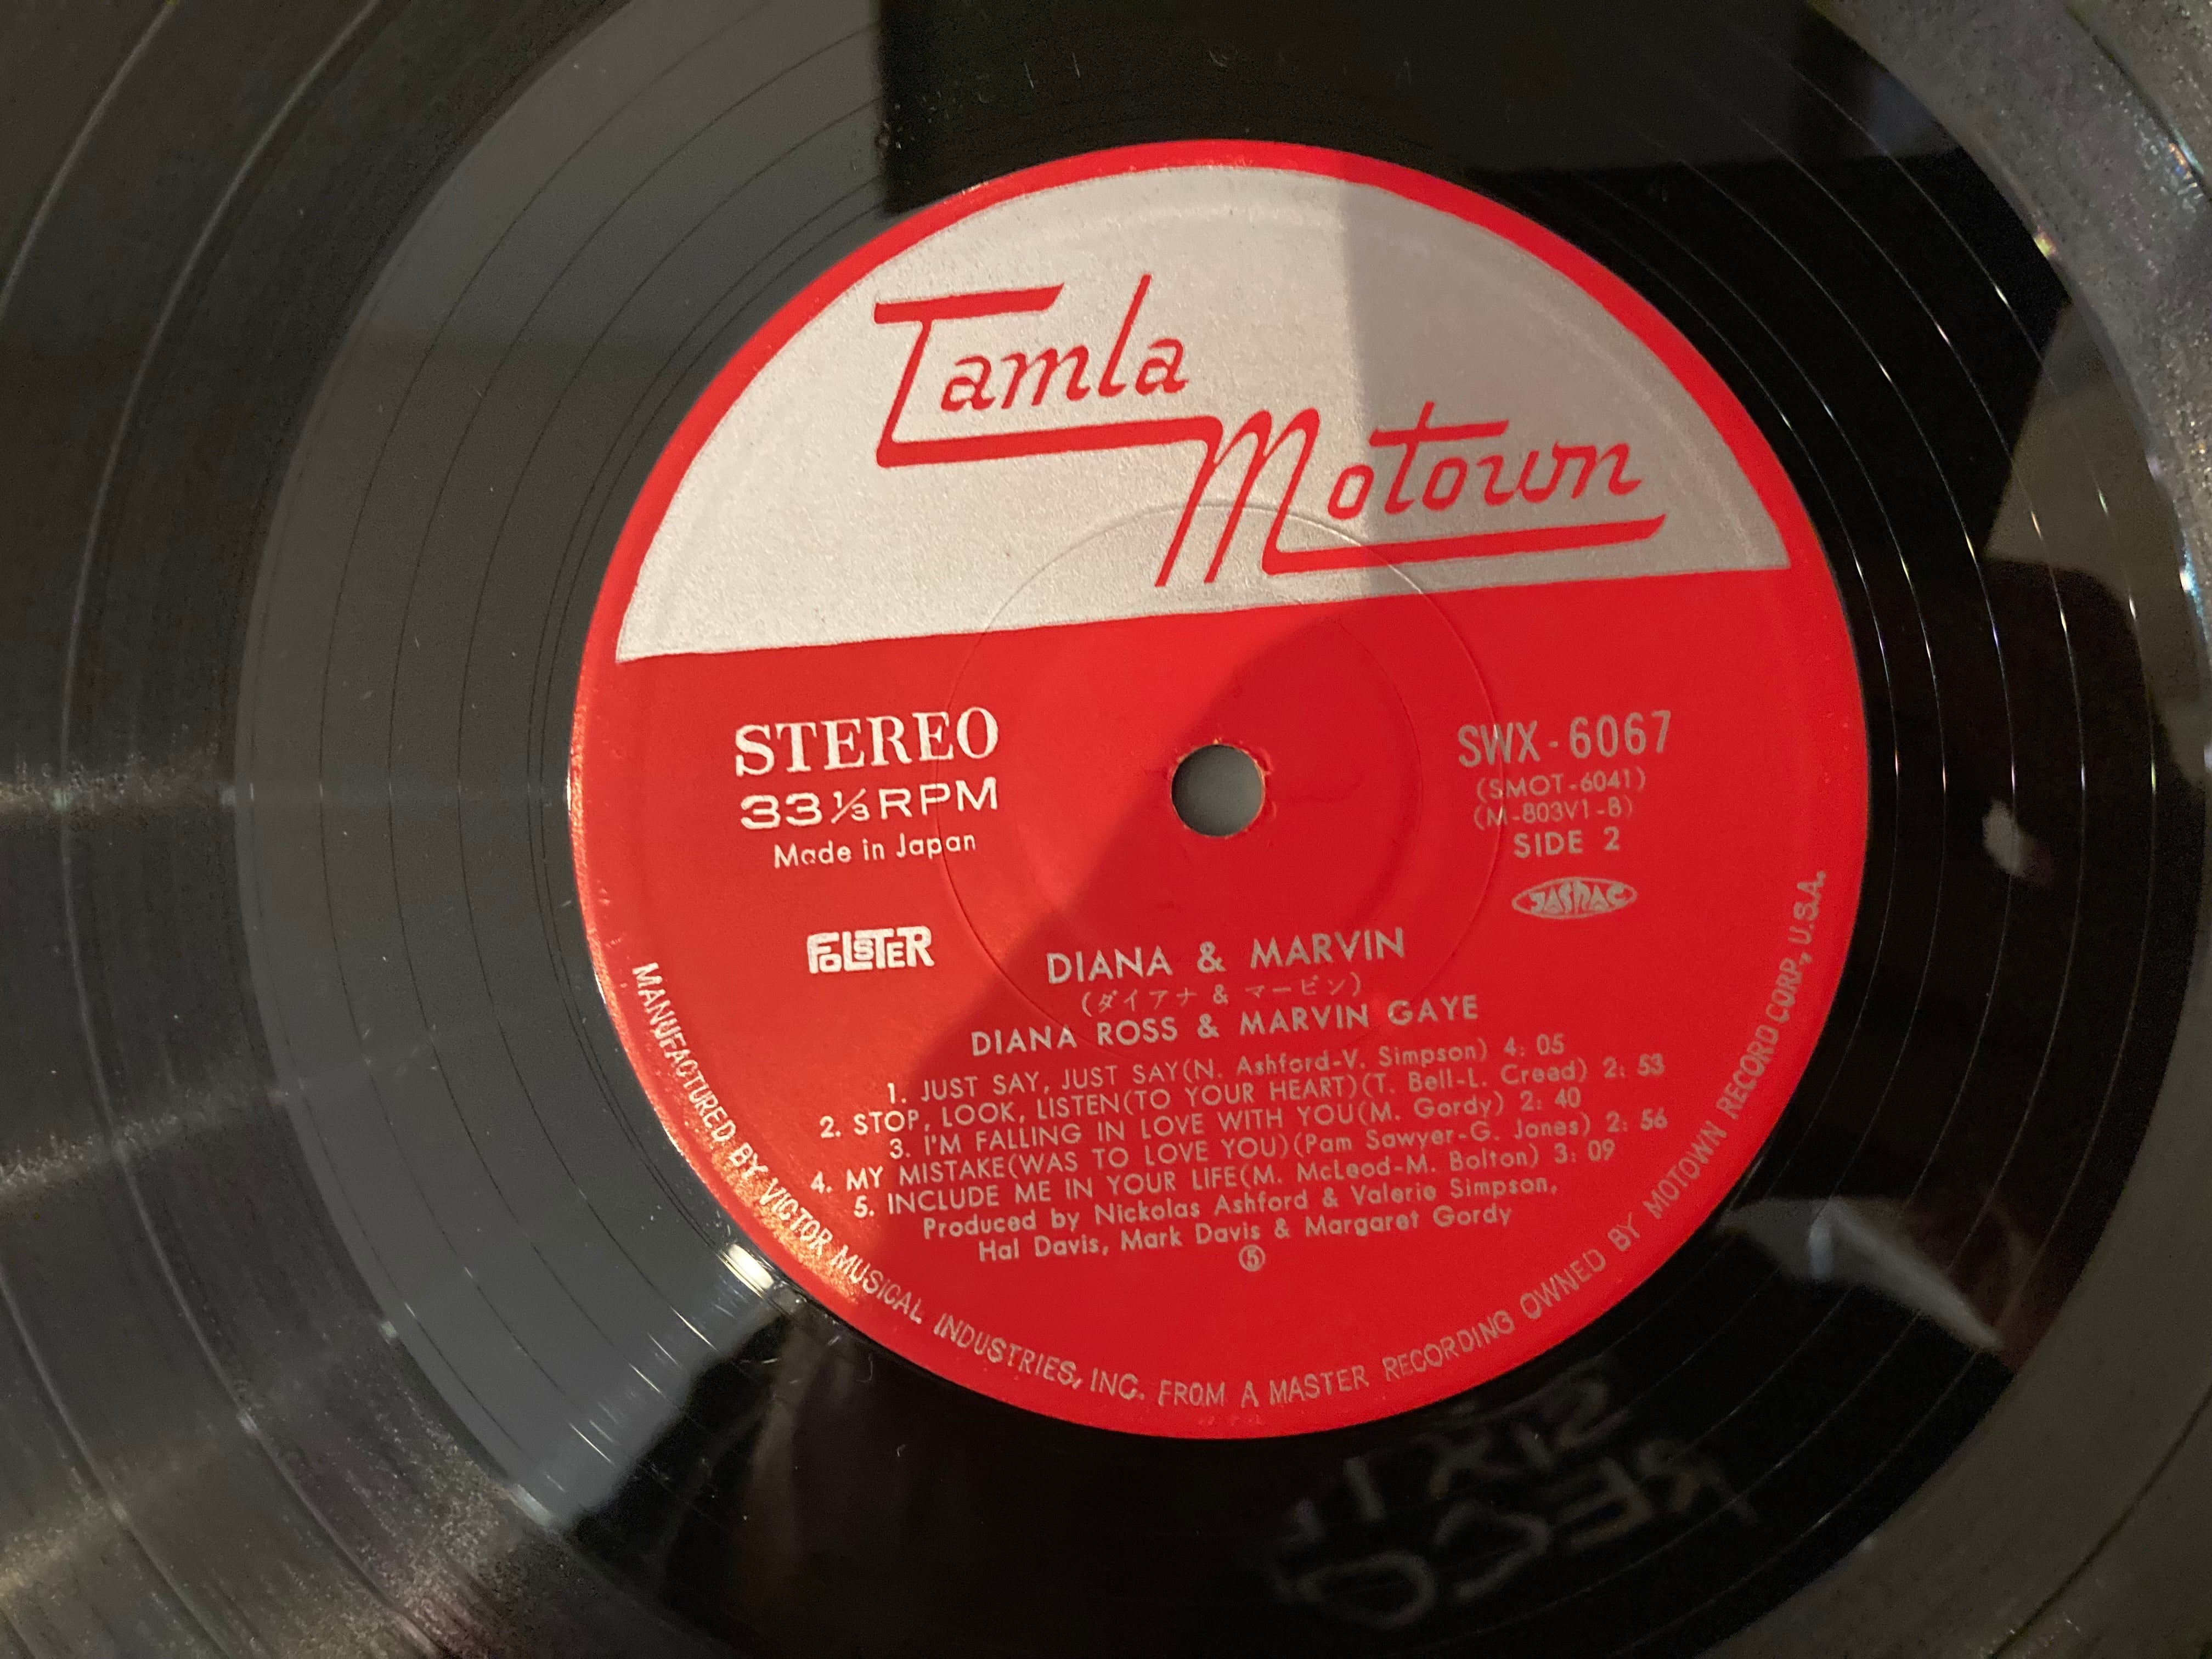 Tamla
Motown
STEREO
33⅓RPM
Made in Japan
FOLSTER
SWX-6067
(SMOT-6041)
(M-803V1-B)
SIDE 2
JASRAC
DIANA & MARVIN
(ダイアナ & マービン)
DIANA ROSS & MARVIN GAYE
1. JUST SAY, JUST SAY(N. Ashford-V. Simpson) 4:05
2. STOP, LOOK, LISTEN(TO YOUR HEART)(T. Bell-L. Creed) 2:53
3. I'M FALLING IN LOVE WITH YOU(M. Gordy) 2:40
4. MY MISTAKE(WAS TO LOVE YOU)(Pam Sawyer-G. Jones) 2:56
5. INCLUDE ME IN YOUR LIFE(M. McLeod-M. Bolton) 3:09
Produced by Nickolas Ashford & Valerie Simpson,
Hal Davis, Mark Davis & Margaret Gordy
⑤
MANUFACTURED BY VICTOR MUSICAL INDUSTRIES, INC. FROM A MASTER RECORDING OWNED BY MOTOWN RECORD CORP., U.S.A.